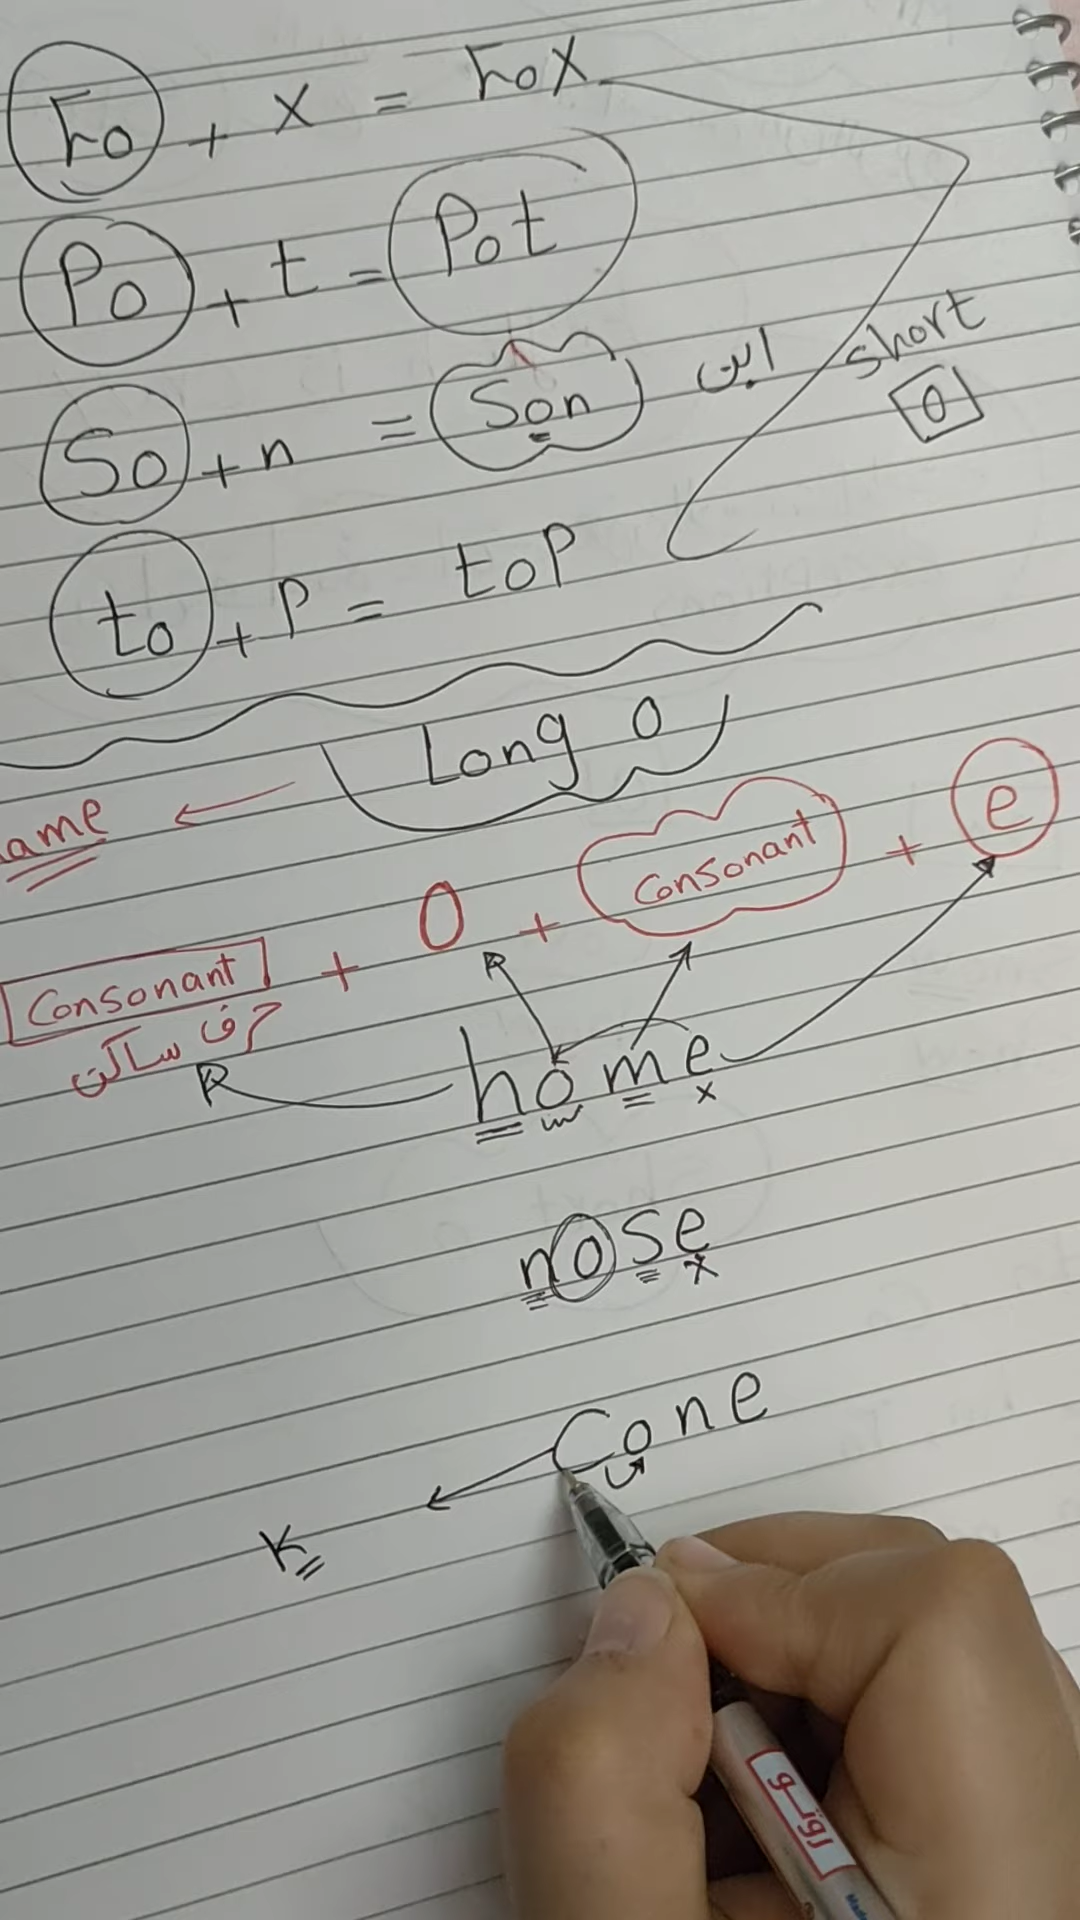 Fo + X = Fox
Po + t = Pot
So + n = Son ابن
short
o
to + P = toP
Long o
ame
Consonant + O + Consonant + e
حرف ساكن
home
x
nose
x
Cone
K
روتو